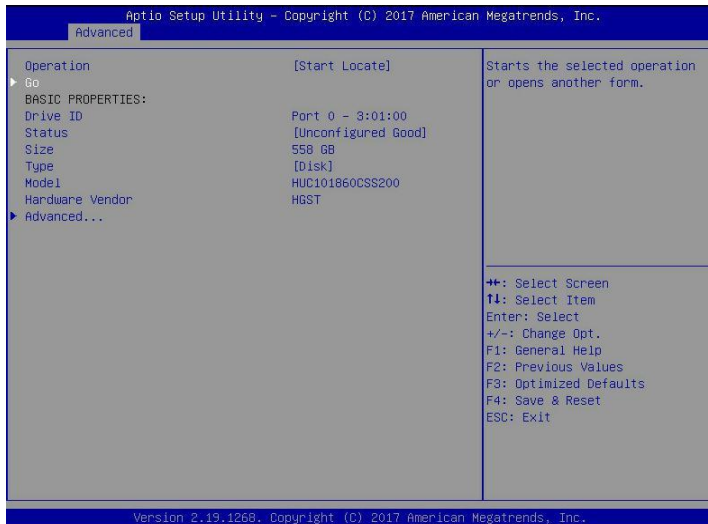 Aptio Setup Utility – Copyright (C) 2017 American Megatrends, Inc.
Advanced
Operation [Start Locate]
Go
BASIC PROPERTIES:
Drive ID Port 0 - 3:01:00
Status [Unconfigured Good]
Size 558 GB
Type [Disk]
Model HUC101860CSS200
Hardware Vendor HGST
Advanced...
Starts the selected operation
or opens another form.
→←: Select Screen
↑↓: Select Item
Enter: Select
+/-: Change Opt.
F1: General Help
F2: Previous Values
F3: Optimized Defaults
F4: Save & Reset
ESC: Exit
Version 2.19.1268. Copyright (C) 2017 American Megatrends, Inc.